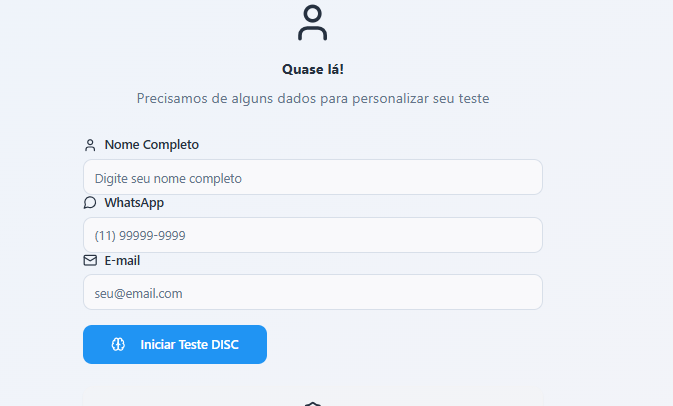 Quase lá!
Precisamos de alguns dados para personalizar seu teste
Nome Completo
Digite seu nome completo
WhatsApp
(11) 99999-9999
E-mail
seu@email.com
Iniciar Teste DISC